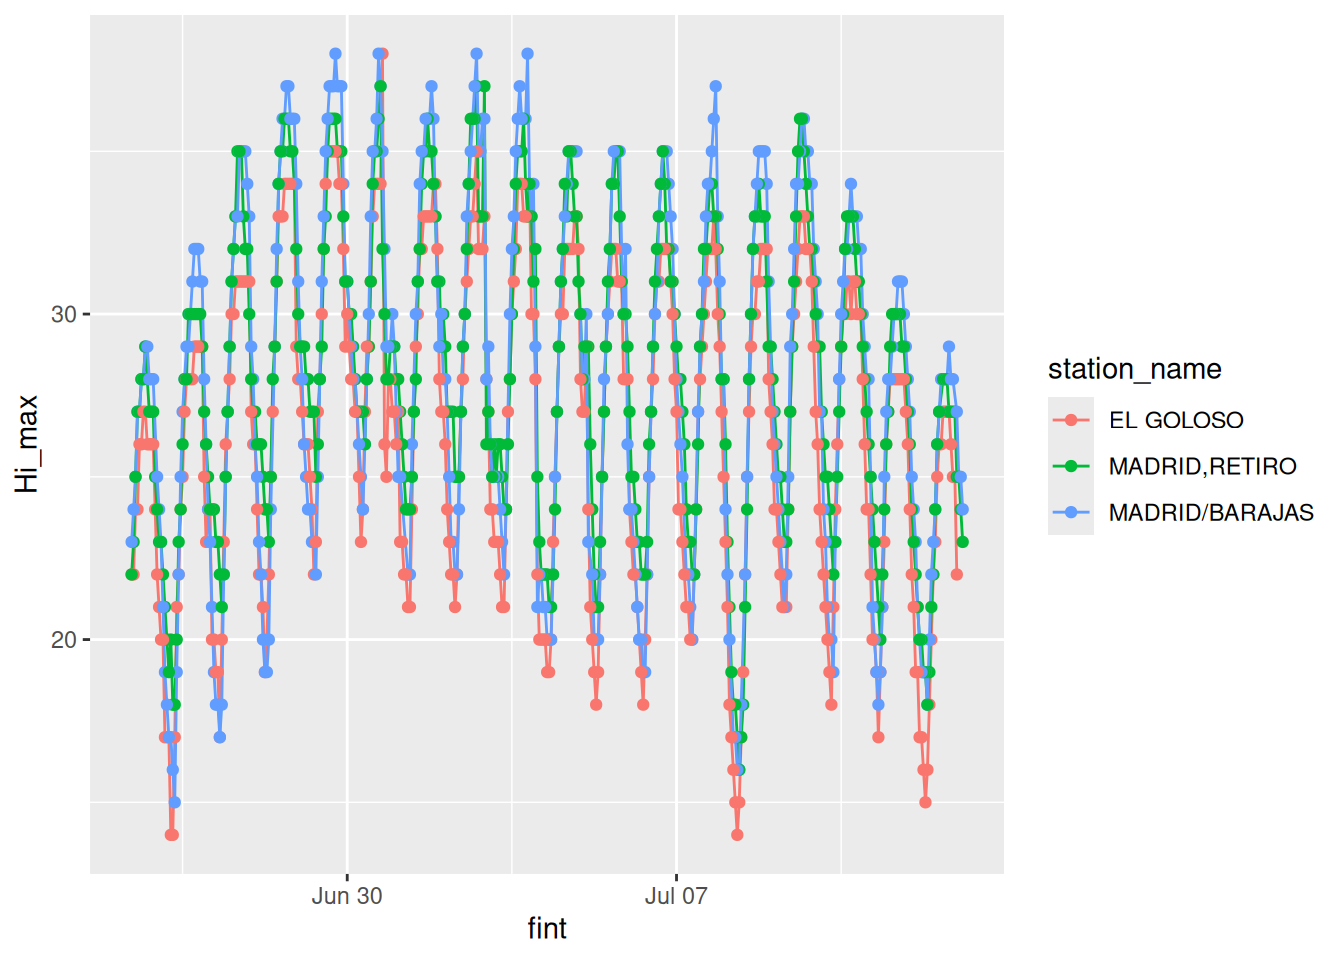 Hi_max
30
20
Jun 30
Jul 07
fint
station_name
EL GOLOSO
MADRID,RETIRO
MADRID/BARAJAS